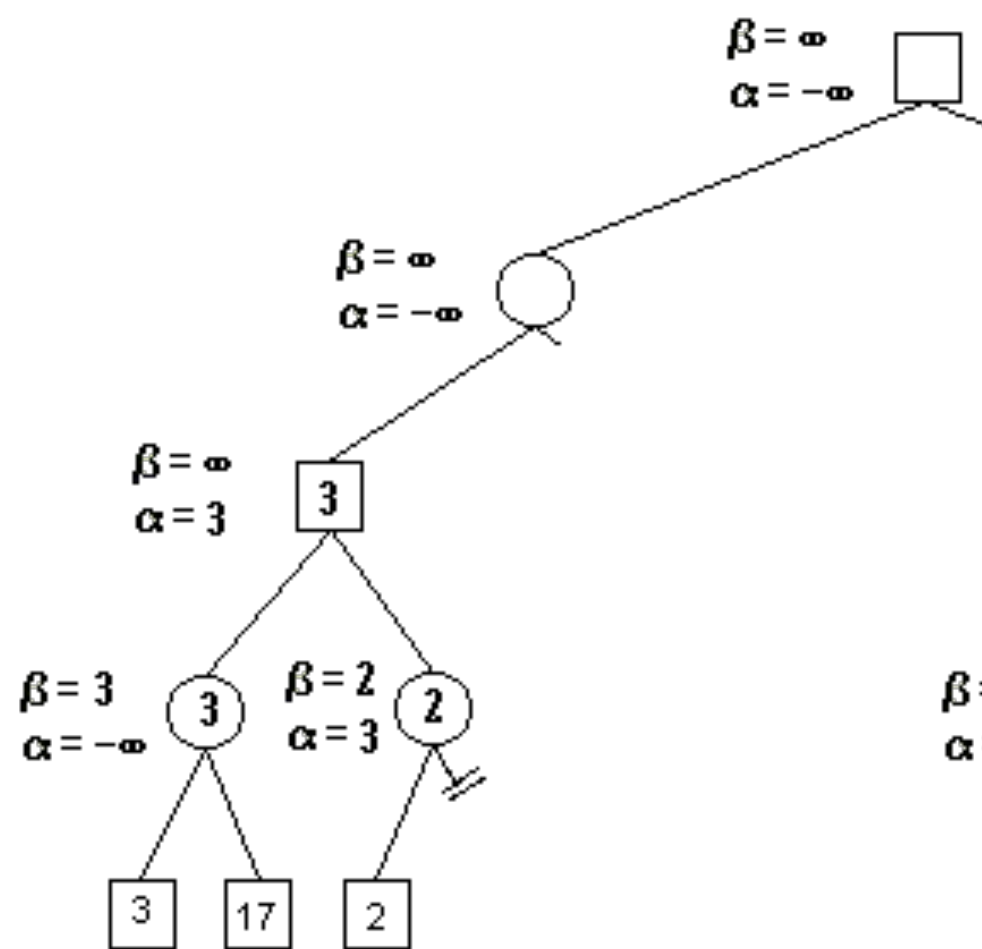 β = ∞
α = −∞
β = ∞
α = −∞
β = ∞
α = 3
3
β = 3
α = −∞
3
β = 2
α = 3
2
β =
α
3
17
2